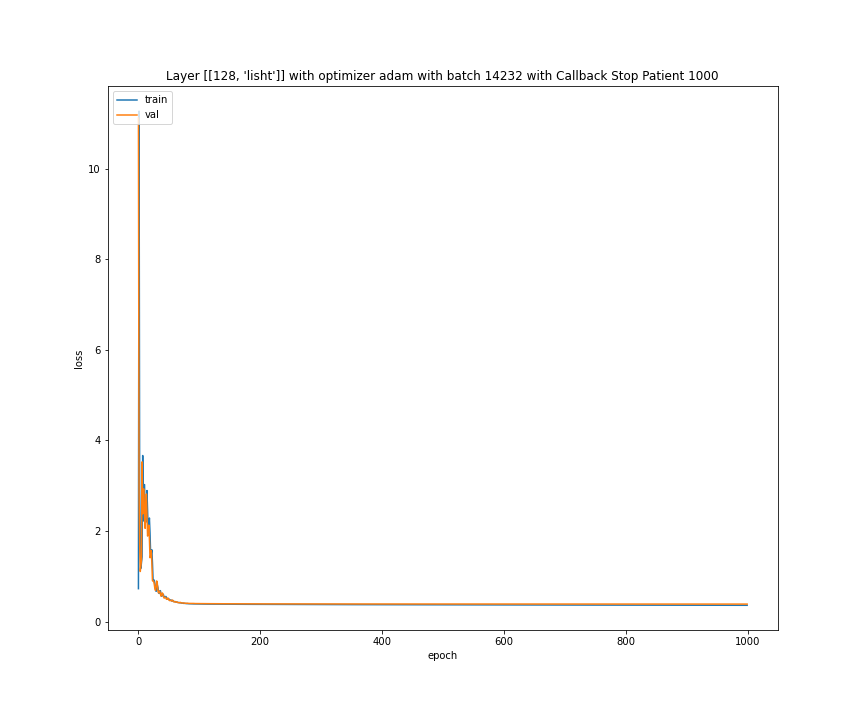 Layer [[128, 'lisht']] with optimizer adam with batch 14232 with Callback Stop Patient 1000
train
val
10
8
6
4
2
0
loss
0 200 400 600 800 1000
epoch